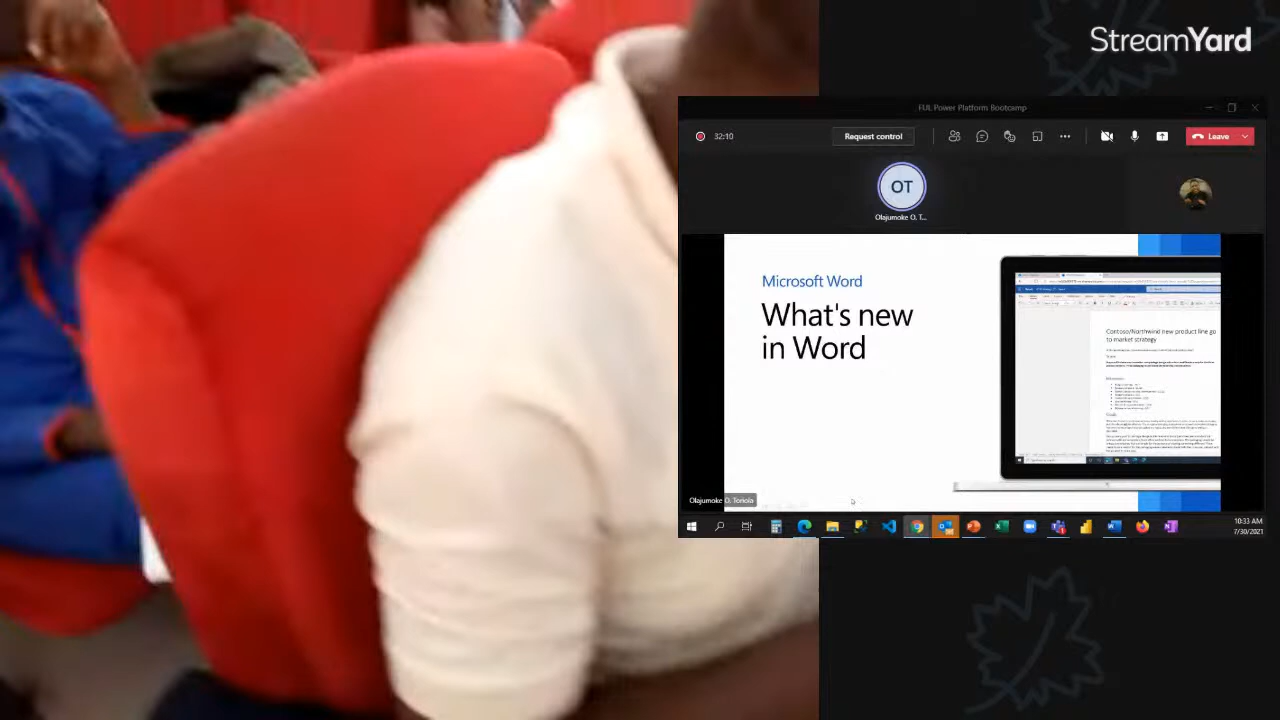 StreamYard
FUL Power Platform Bootcamp
32:10
Request control
Leave
OT
Olajumoke O. T...
Microsoft Word
What's new
in Word
Contoso/Northwind new product line go
to market strategy
Olajumoke O. Toriola
10:33 AM
7/30/2021